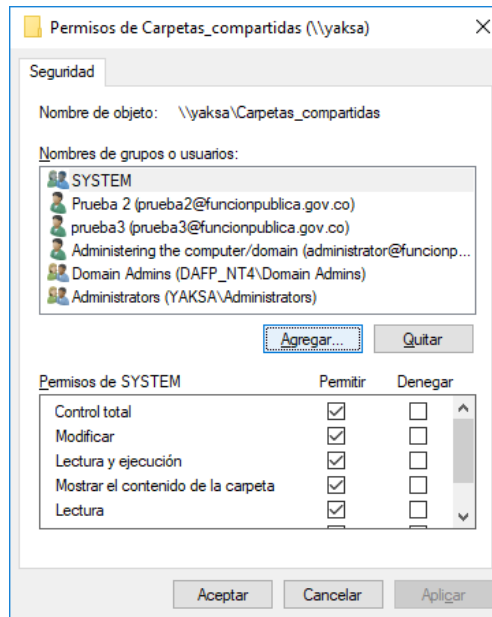 Permisos de Carpetas_compartidas (\\yaksa)
Seguridad
Nombre de objeto: \\yaksa\Carpetas_compartidas
Nombres de grupos o usuarios:
SYSTEM
Prueba 2 (prueba2@funcionpublica.gov.co)
prueba3 (prueba3@funcionpublica.gov.co)
Administering the computer/domain (administrator@funcionp...
Domain Admins (DAFP_NT4\Domain Admins)
Administrators (YAKSA\Administrators)
Agregar... Quitar
Permisos de SYSTEM Permitir Denegar
Control total
Modificar
Lectura y ejecución
Mostrar el contenido de la carpeta
Lectura
Aceptar Cancelar Aplicar